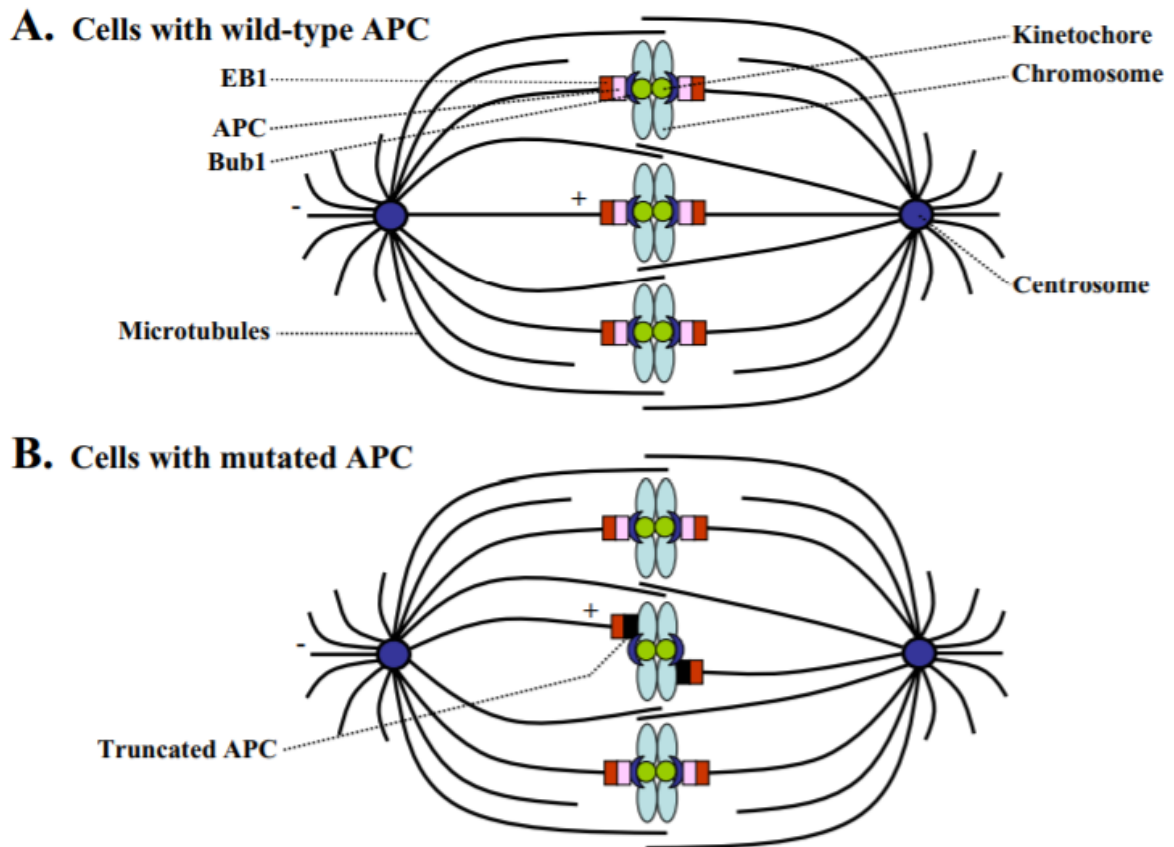 A. Cells with wild-type APC
Kinetochore
EB1
Chromosome
APC
Bub1
-
+
Centrosome
Microtubules
B. Cells with mutated APC
+
-
Truncated APC